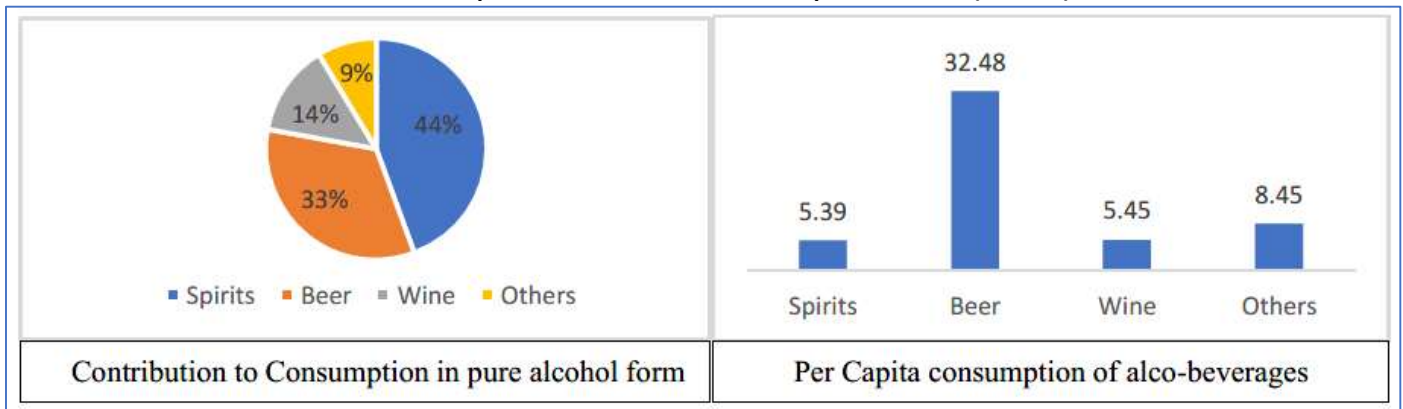 9%
14%
44%
33%
Spirits Beer Wine Others
Contribution to Consumption in pure alcohol form
32.48
5.39
5.45
8.45
Spirits Beer Wine Others
Per Capita consumption of alco-beverages